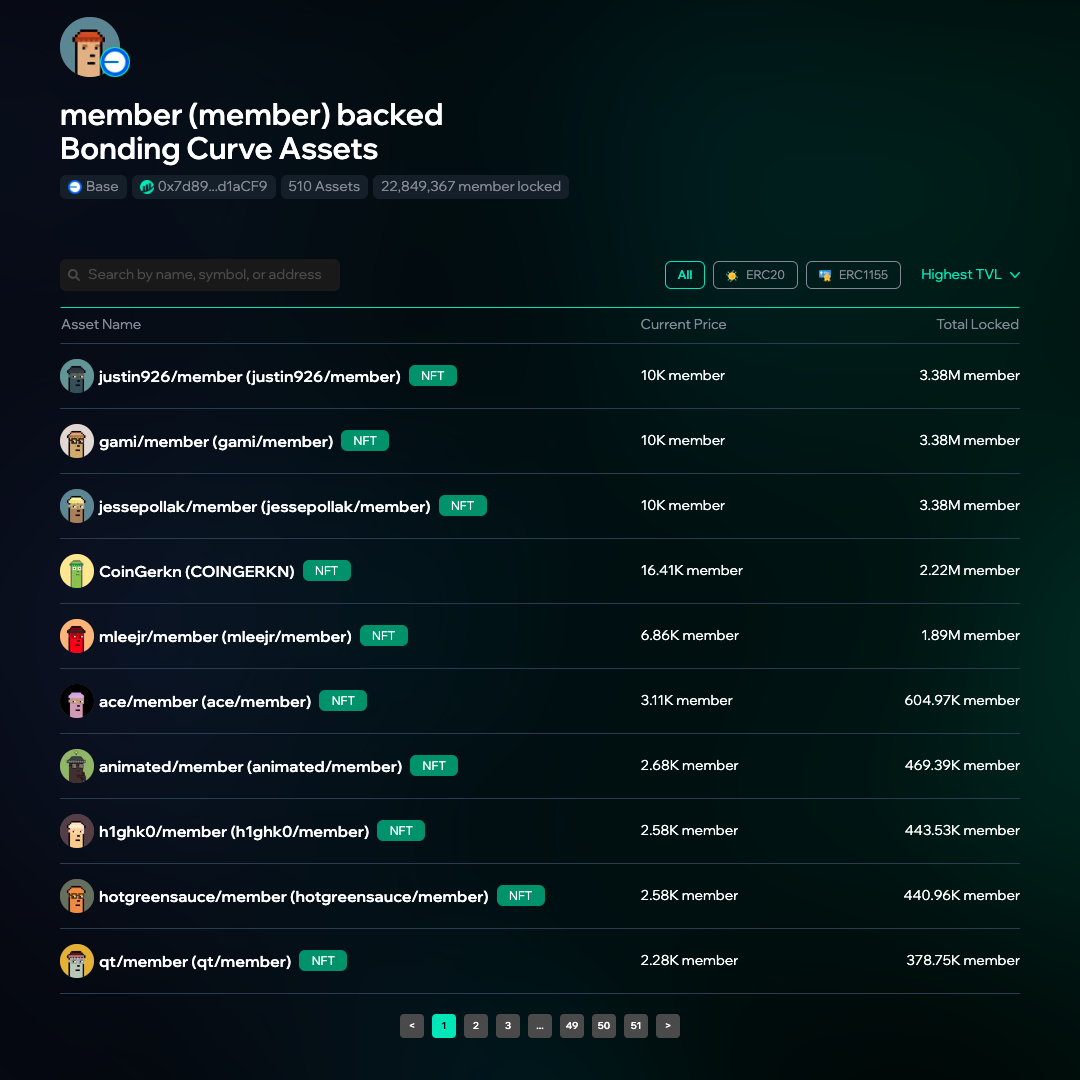 member (member) backed
Bonding Curve Assets
Base 0x7d89...d1aCF9 510 Assets 22,849,367 member locked
Search by name, symbol, or address All ERC20 ERC1155 Highest TVL
Asset Name Current Price Total Locked
justin926/member (justin926/member) NFT 10K member 3.38M member
gami/member (gami/member) NFT 10K member 3.38M member
jessepollak/member (jessepollak/member) NFT 10K member 3.38M member
CoinGerkn (COINGERKN) NFT 16.41K member 2.22M member
mleejr/member (mleejr/member) NFT 6.86K member 1.89M member
ace/member (ace/member) NFT 3.11K member 604.97K member
animated/member (animated/member) NFT 2.68K member 469.39K member
h1ghk0/member (h1ghk0/member) NFT 2.58K member 443.53K member
hotgreensauce/member (hotgreensauce/member) NFT 2.58K member 440.96K member
qt/member (qt/member) NFT 2.28K member 378.75K member
< 1 2 3 ... 49 50 51 >